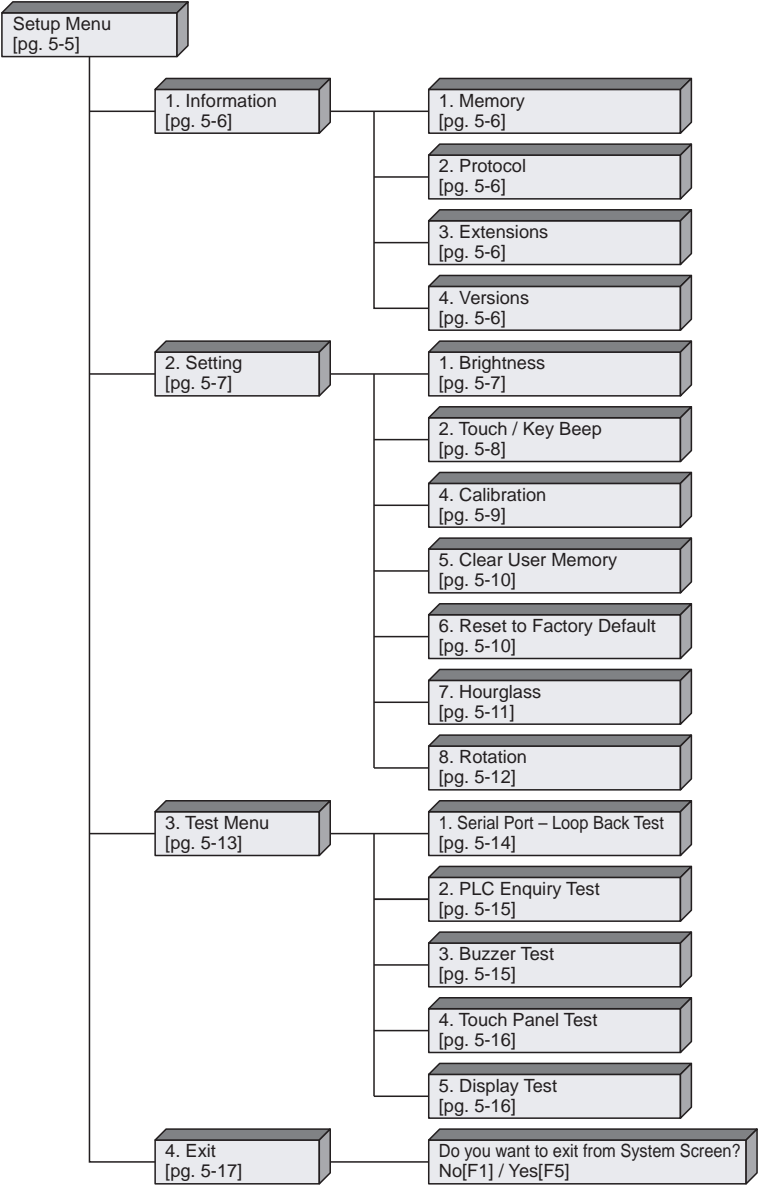 Setup Menu
[pg. 5-5]
1. Information
[pg. 5-6]
1. Memory
[pg. 5-6]
2. Protocol
[pg. 5-6]
3. Extensions
[pg. 5-6]
4. Versions
[pg. 5-6]
2. Setting
[pg. 5-7]
1. Brightness
[pg. 5-7]
2. Touch / Key Beep
[pg. 5-8]
4. Calibration
[pg. 5-9]
5. Clear User Memory
[pg. 5-10]
6. Reset to Factory Default
[pg. 5-10]
7. Hourglass
[pg. 5-11]
8. Rotation
[pg. 5-12]
3. Test Menu
[pg. 5-13]
1. Serial Port – Loop Back Test
[pg. 5-14]
2. PLC Enquiry Test
[pg. 5-15]
3. Buzzer Test
[pg. 5-15]
4. Touch Panel Test
[pg. 5-16]
5. Display Test
[pg. 5-16]
4. Exit
[pg. 5-17]
Do you want to exit from System Screen?
No[F1] / Yes[F5]